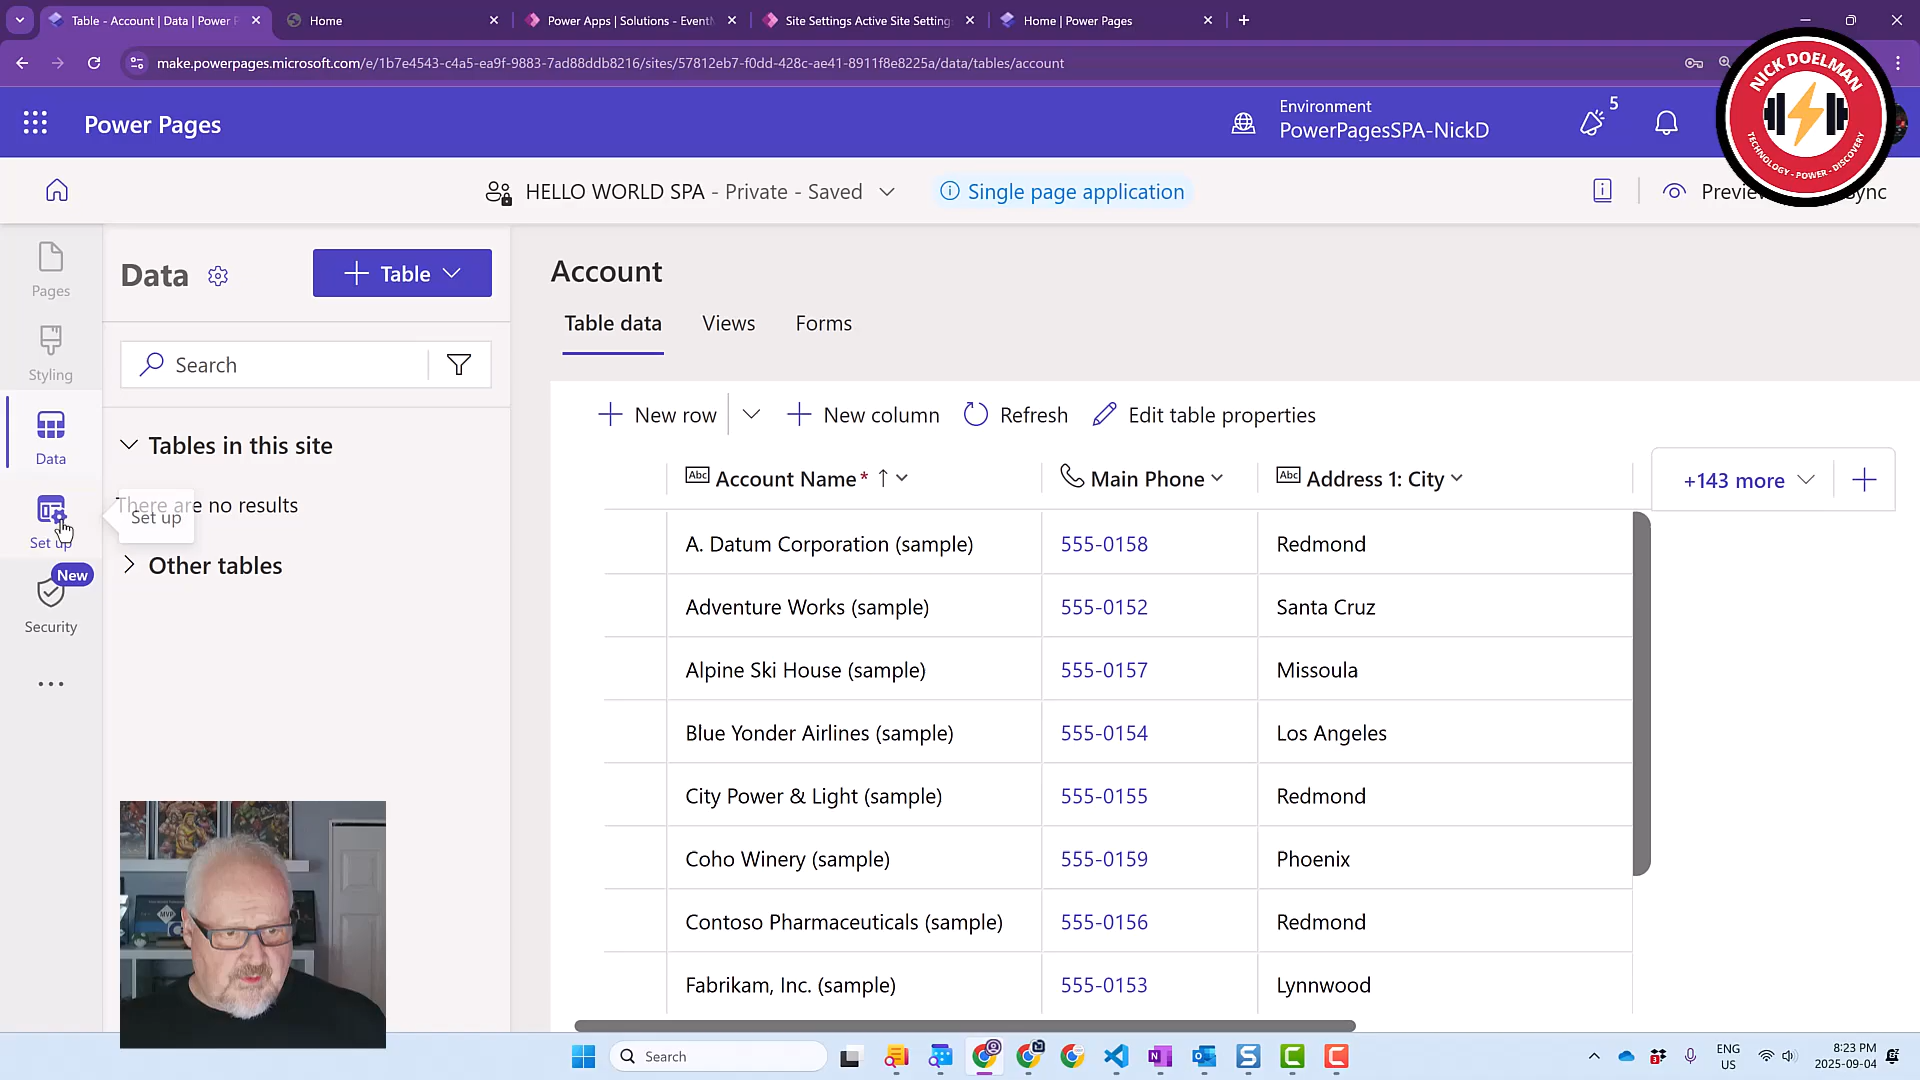 Table - Account | Data | Power P
Home
Power Apps | Solutions - EventM
Site Settings Active Site Setting
Home | Power Pages
make.powerpages.microsoft.com/e/1b7e4543-c4a5-ea9f-9883-7ad88ddb8216/sites/57812eb7-f0dd-428c-ae41-8911f8e8225a/data/tables/account
Power Pages
Environment
PowerPagesSPA-NickD
5
NICK DOELMAN
TECHNOLOGY - POWER - DISCOVERY
HELLO WORLD SPA - Private - Saved
Single page application
Preview
Sync
Pages
Styling
Data
Set up
New
Security
Data
Table
Search
Tables in this site
There are no results
Set up
Other tables
Account
Table data Views Forms
New row New column Refresh Edit table properties
Abc Account Name * Main Phone Abc Address 1: City +143 more
A. Datum Corporation (sample) 555-0158 Redmond
Adventure Works (sample) 555-0152 Santa Cruz
Alpine Ski House (sample) 555-0157 Missoula
Blue Yonder Airlines (sample) 555-0154 Los Angeles
City Power & Light (sample) 555-0155 Redmond
Coho Winery (sample) 555-0159 Phoenix
Contoso Pharmaceuticals (sample) 555-0156 Redmond
Fabrikam, Inc. (sample) 555-0153 Lynnwood
MVP
Search
ENG
US
8:23 PM
2025-09-04